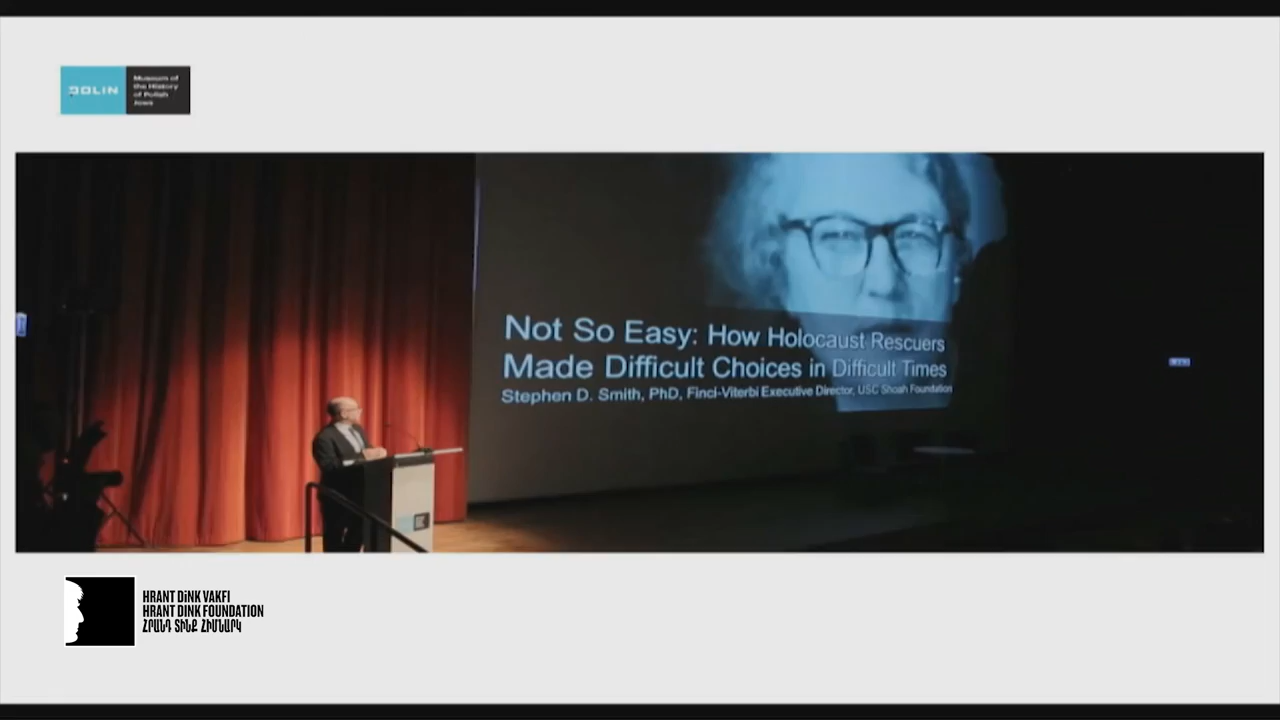 POLIN
Museum of
the History
of Polish
Jews
Not So Easy: How Holocaust Rescuers
Made Difficult Choices in Difficult Times
Stephen D. Smith, PhD, Finci-Viterbi Executive Director, USC Shoah Foundation
HRANT DİNK VAKFI
HRANT DINK FOUNDATION
ՀՐԱՆԴ ՏԻՆՔ ՀԻՄՆԱՐԿ